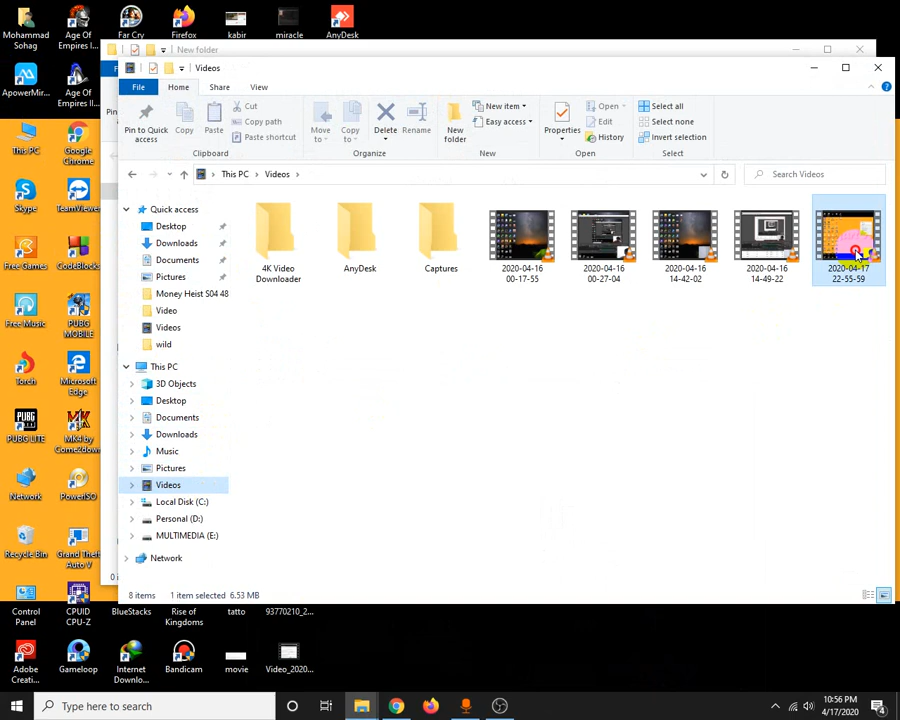 Mohammad Sohag
Age Of Empires I...
Far Cry
Firefox
kabir
miracle
AnyDesk
New folder
Videos
ApowerMir...
Age Of Empires II...
File
Home
Share
View
Pin to Quick access
Copy
Paste
Cut
Copy path
Paste shortcut
Clipboard
Move to
Copy to
Delete
Rename
Organize
New folder
New item
Easy access
New
Properties
Open
Edit
History
Open
Select all
Select none
Invert selection
Select
This PC
Videos
Search Videos
This PC
Google Chrome
Skype
TeamViewer
Free Games
CodeBlocks
Free Music
PUBG MOBILE
Torch
Microsoft Edge
PUBG LITE
MK4 by Come2down
Network
PowerISO
Recycle Bin
Grand Theft Auto V
Quick access
Desktop
Downloads
Documents
Pictures
Money Heist S04 48
Video
Videos
wild
This PC
3D Objects
Desktop
Documents
Downloads
Music
Pictures
Videos
Local Disk (C:)
Personal (D:)
MULTIMEDIA (E:)
Network
4K Video Downloader
AnyDesk
Captures
2020-04-16 00-17-55
2020-04-16 00-27-04
2020-04-16 14-42-02
2020-04-16 14-49-22
2020-04-17 22-55-59
8 items
1 item selected 6.53 MB
Control Panel
CPUID CPU-Z
BlueStacks
Rise of Kingdoms
tatto
93770210_2...
Adobe Creati...
Gameloop
Internet Downlo...
Bandicam
movie
Video_2020...
Type here to search
10:56 PM
4/17/2020
4